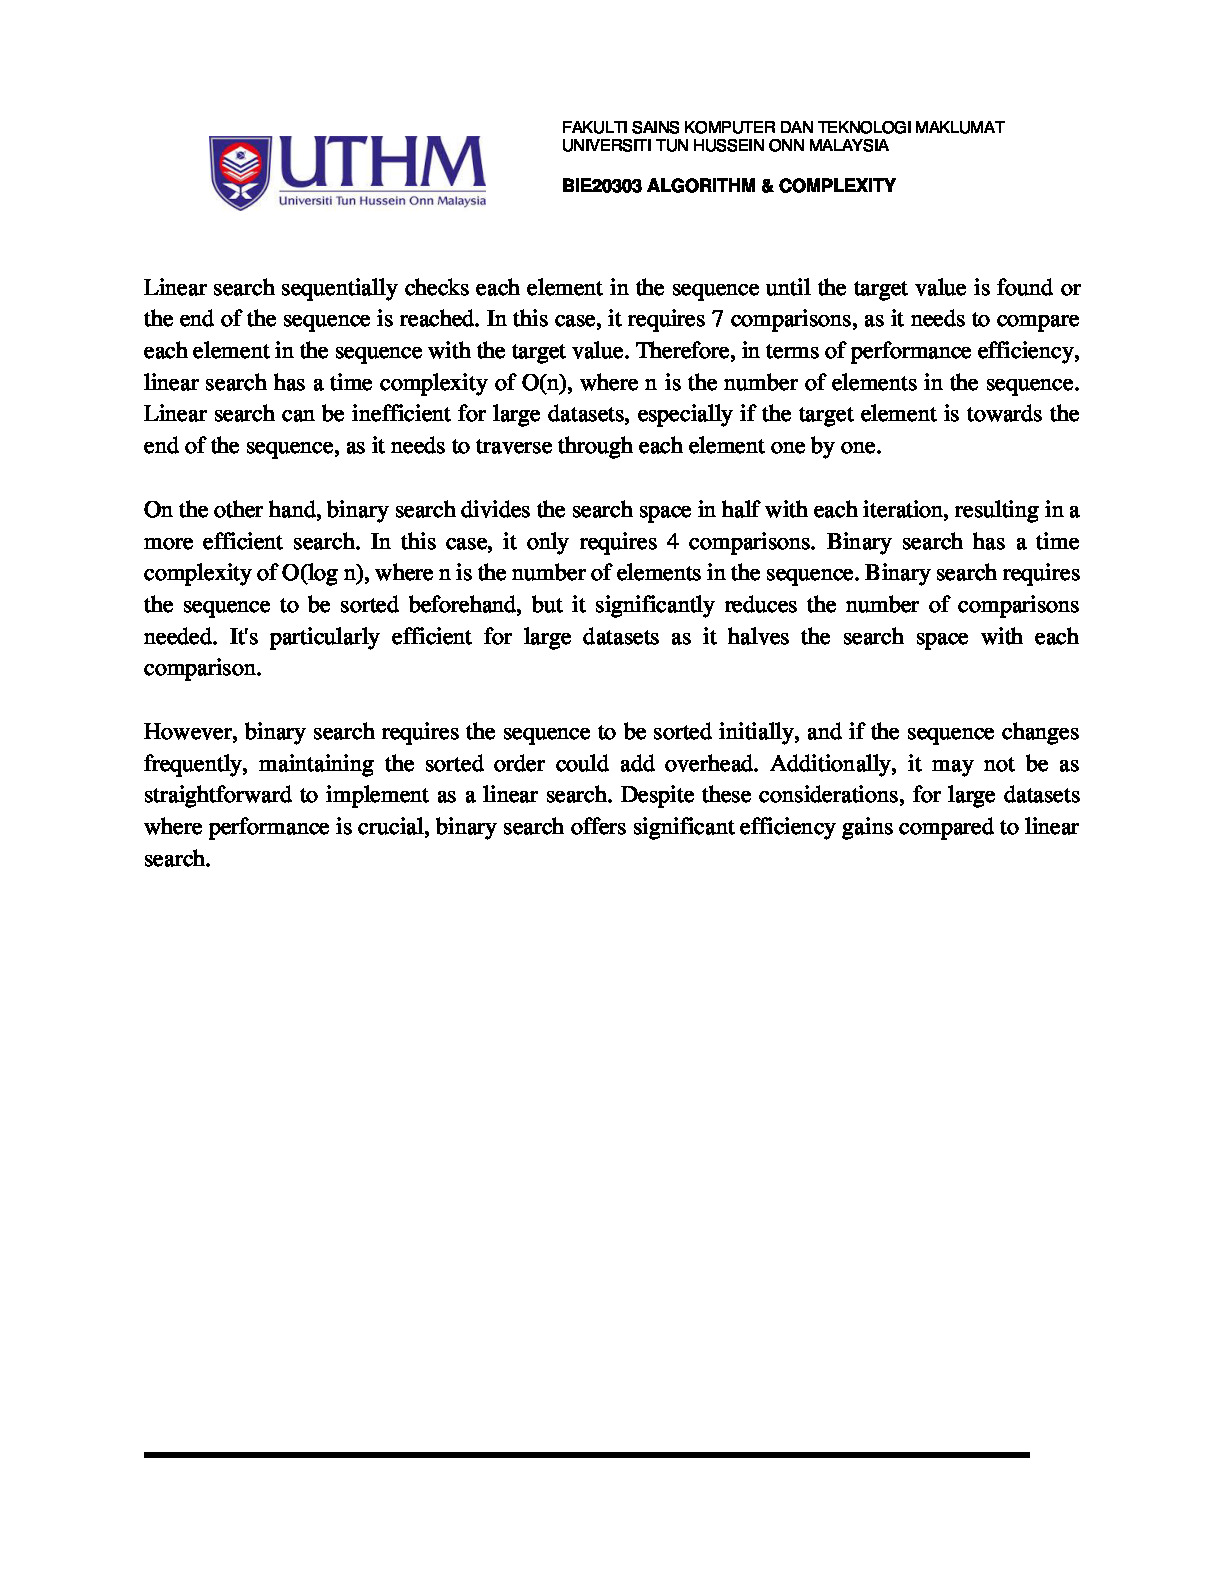 UTHM
Universiti Tun Hussein Onn Malaysia
FAKULTI SAINS KOMPUTER DAN TEKNOLOGI MAKLUMAT
UNIVERSITI TUN HUSSEIN ONN MALAYSIA
BIE20303 ALGORITHM & COMPLEXITY
Linear search sequentially checks each element in the sequence until the target value is found or
the end of the sequence is reached. In this case, it requires 7 comparisons, as it needs to compare
each element in the sequence with the target value. Therefore, in terms of performance efficiency,
linear search has a time complexity of O(n), where n is the number of elements in the sequence.
Linear search can be inefficient for large datasets, especially if the target element is towards the
end of the sequence, as it needs to traverse through each element one by one.
On the other hand, binary search divides the search space in half with each iteration, resulting in a
more efficient search. In this case, it only requires 4 comparisons. Binary search has a time
complexity of O(log n), where n is the number of elements in the sequence. Binary search requires
the sequence to be sorted beforehand, but it significantly reduces the number of comparisons
needed. It's particularly efficient for large datasets as it halves the search space with each
comparison.
However, binary search requires the sequence to be sorted initially, and if the sequence changes
frequently, maintaining the sorted order could add overhead. Additionally, it may not be as
straightforward to implement as a linear search. Despite these considerations, for large datasets
where performance is crucial, binary search offers significant efficiency gains compared to linear
search.